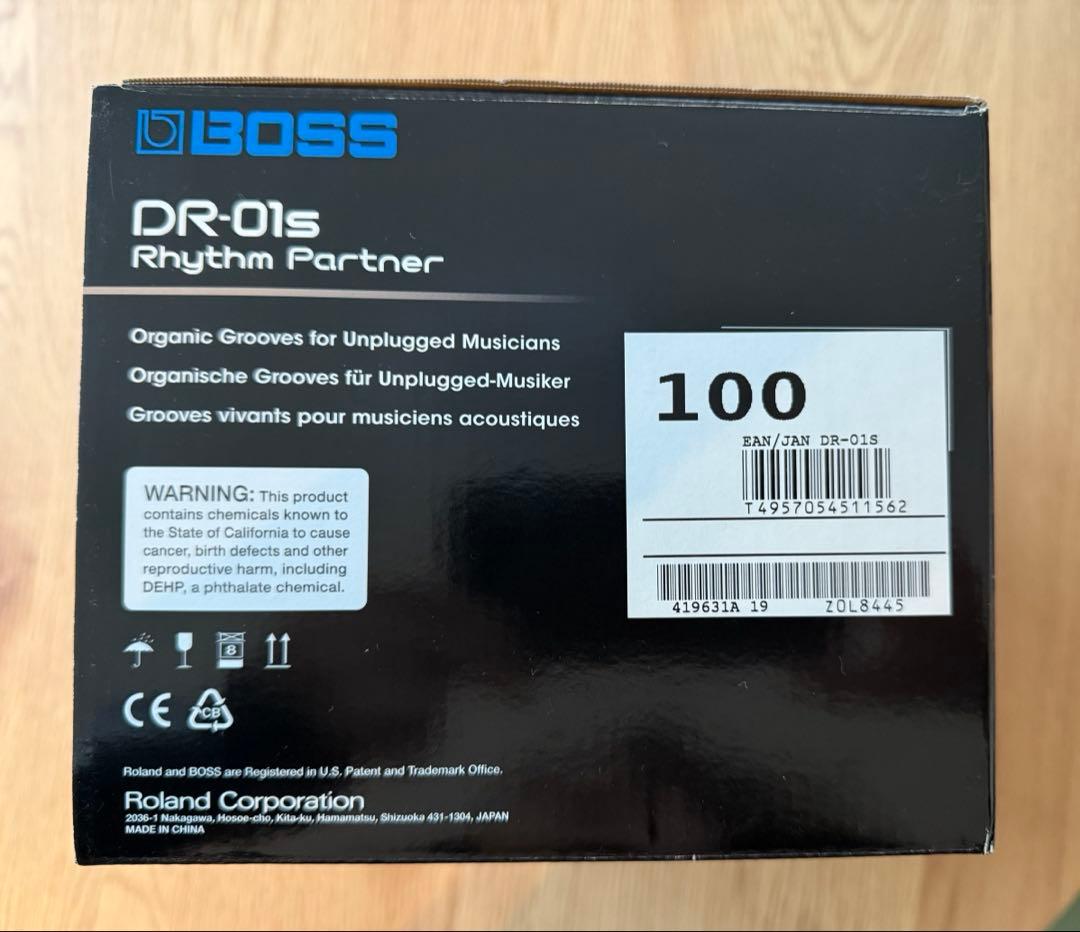 BOSS
DR-01s
Rhythm Partner
Organic Grooves for Unplugged Musicians
Organische Grooves für Unplugged-Musiker
Grooves vivants pour musiciens acoustiques
WARNING: This product
contains chemicals known to
the State of California to cause
cancer, birth defects and other
reproductive harm, including
DEHP, a phthalate chemical.
8
CE
CB
Roland and BOSS are Registered in U.S. Patent and Trademark Office.
Roland Corporation
2036-1 Nakagawa, Hosoe-cho, Kita-ku, Hamamatsu, Shizuoka 431-1304, JAPAN
MADE IN CHINA
100
EAN/JAN DR-01S
T4957054511562
419631A 19 ZOL8445